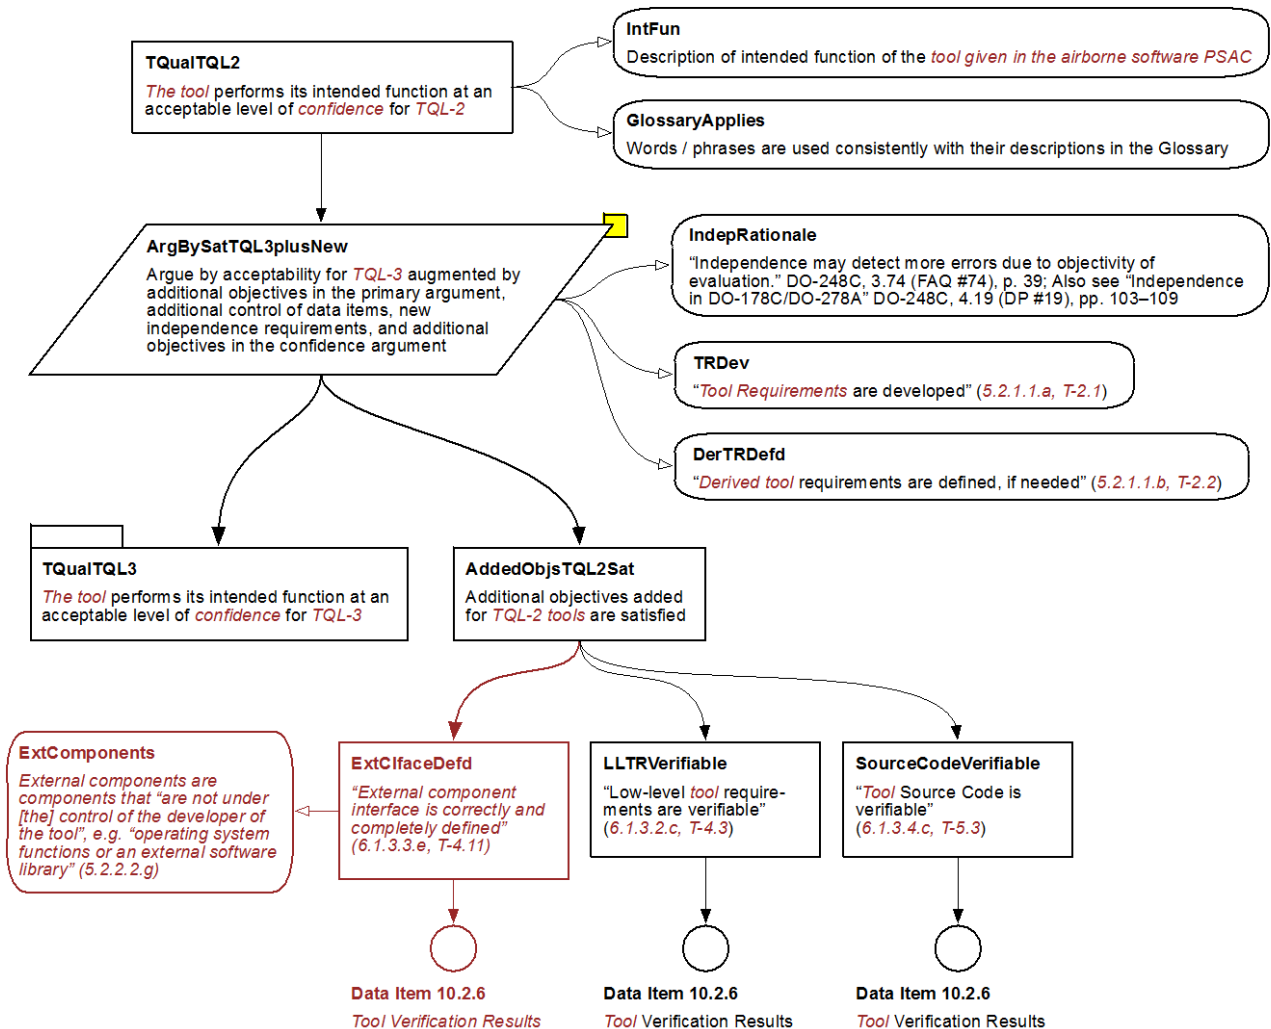 TQualTQL2
The tool performs its intended function at an
acceptable level of confidence for TQL-2
IntFun
Description of intended function of the tool given in the airborne software PSAC
GlossaryApplies
Words / phrases are used consistently with their descriptions in the Glossary
ArgBySatTQL3plusNew
Argue by acceptability for TQL-3 augmented by
additional objectives in the primary argument,
additional control of data items, new
independence requirements, and additional
objectives in the confidence argument
IndepRationale
“Independence may detect more errors due to objectivity of
evaluation.” DO-248C, 3.74 (FAQ #74), p. 39; Also see “Independence
in DO-178C/DO-278A” DO-248C, 4.19 (DP #19), pp. 103–109
TRDev
“Tool Requirements are developed” (5.2.1.1.a, T-2.1)
DerTRDefd
“Derived tool requirements are defined, if needed” (5.2.1.1.b, T-2.2)
TQualTQL3
The tool performs its intended function at an
acceptable level of confidence for TQL-3
AddedObjsTQL2Sat
Additional objectives added
for TQL-2 tools are satisfied
ExtComponents
External components are
components that “are not under
[the] control of the developer of
the tool”, e.g. “operating system
functions or an external software
library” (5.2.2.2.g)
ExtCIfaceDefd
“External component
interface is correctly and
completely defined”
(6.1.3.3.e, T-4.11)
LLTRVerifiable
“Low-level tool require-
ments are verifiable”
(6.1.3.2.c, T-4.3)
SourceCodeVerifiable
“Tool Source Code is
verifiable”
(6.1.3.4.c, T-5.3)
Data Item 10.2.6
Tool Verification Results
Data Item 10.2.6
Tool Verification Results
Data Item 10.2.6
Tool Verification Results